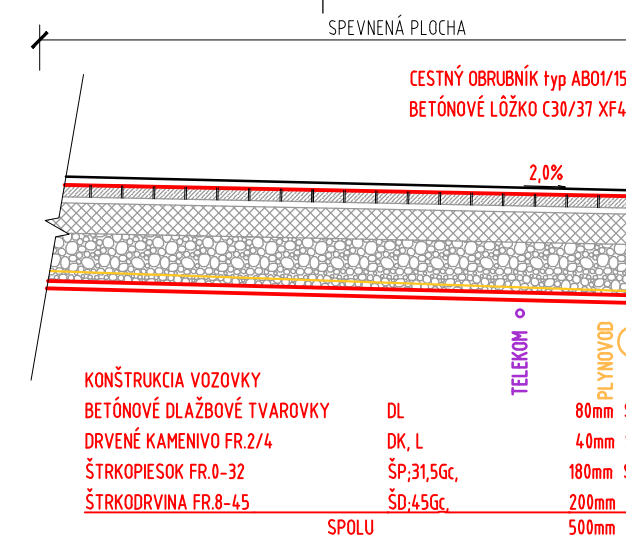 SPEVNENÁ PLOCHA
CESTNÝ OBRUBNÍK typ ABO1/15
BETÓNOVÉ LÔŽKO C30/37 XF4
2,0%
TELEKOM
PLYNOVOD
KONŠTRUKCIA VOZOVKY
BETÓNOVÉ DLAŽBOVÉ TVAROVKY DL 80mm S
DRVENÉ KAMENIVO FR.2/4 DK, L 40mm
ŠTRKOPIESOK FR.0-32 ŠP;31,5Gc, 180mm S
ŠTRKODRVINA FR.8-45 ŠD;45Gc, 200mm
SPOLU 500mm